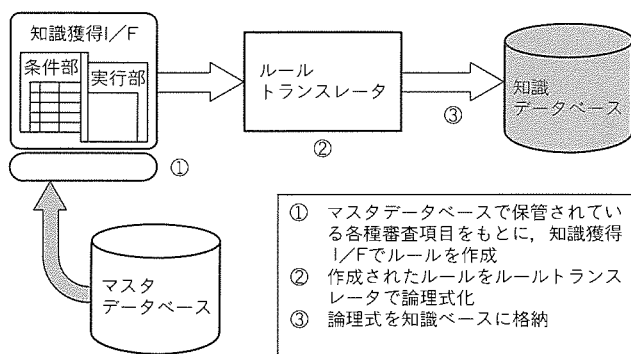 知識獲得I／F
条件部
実行部
①
ルール
トランスレータ
②
③
知識
データベース
マスタ
データベース
① マスタデータベースで保管されてい
る各種審査項目をもとに，知識獲得
I／Fでルールを作成
② 作成されたルールをルールトランス
レータで論理式化
③ 論理式を知識ベースに格納